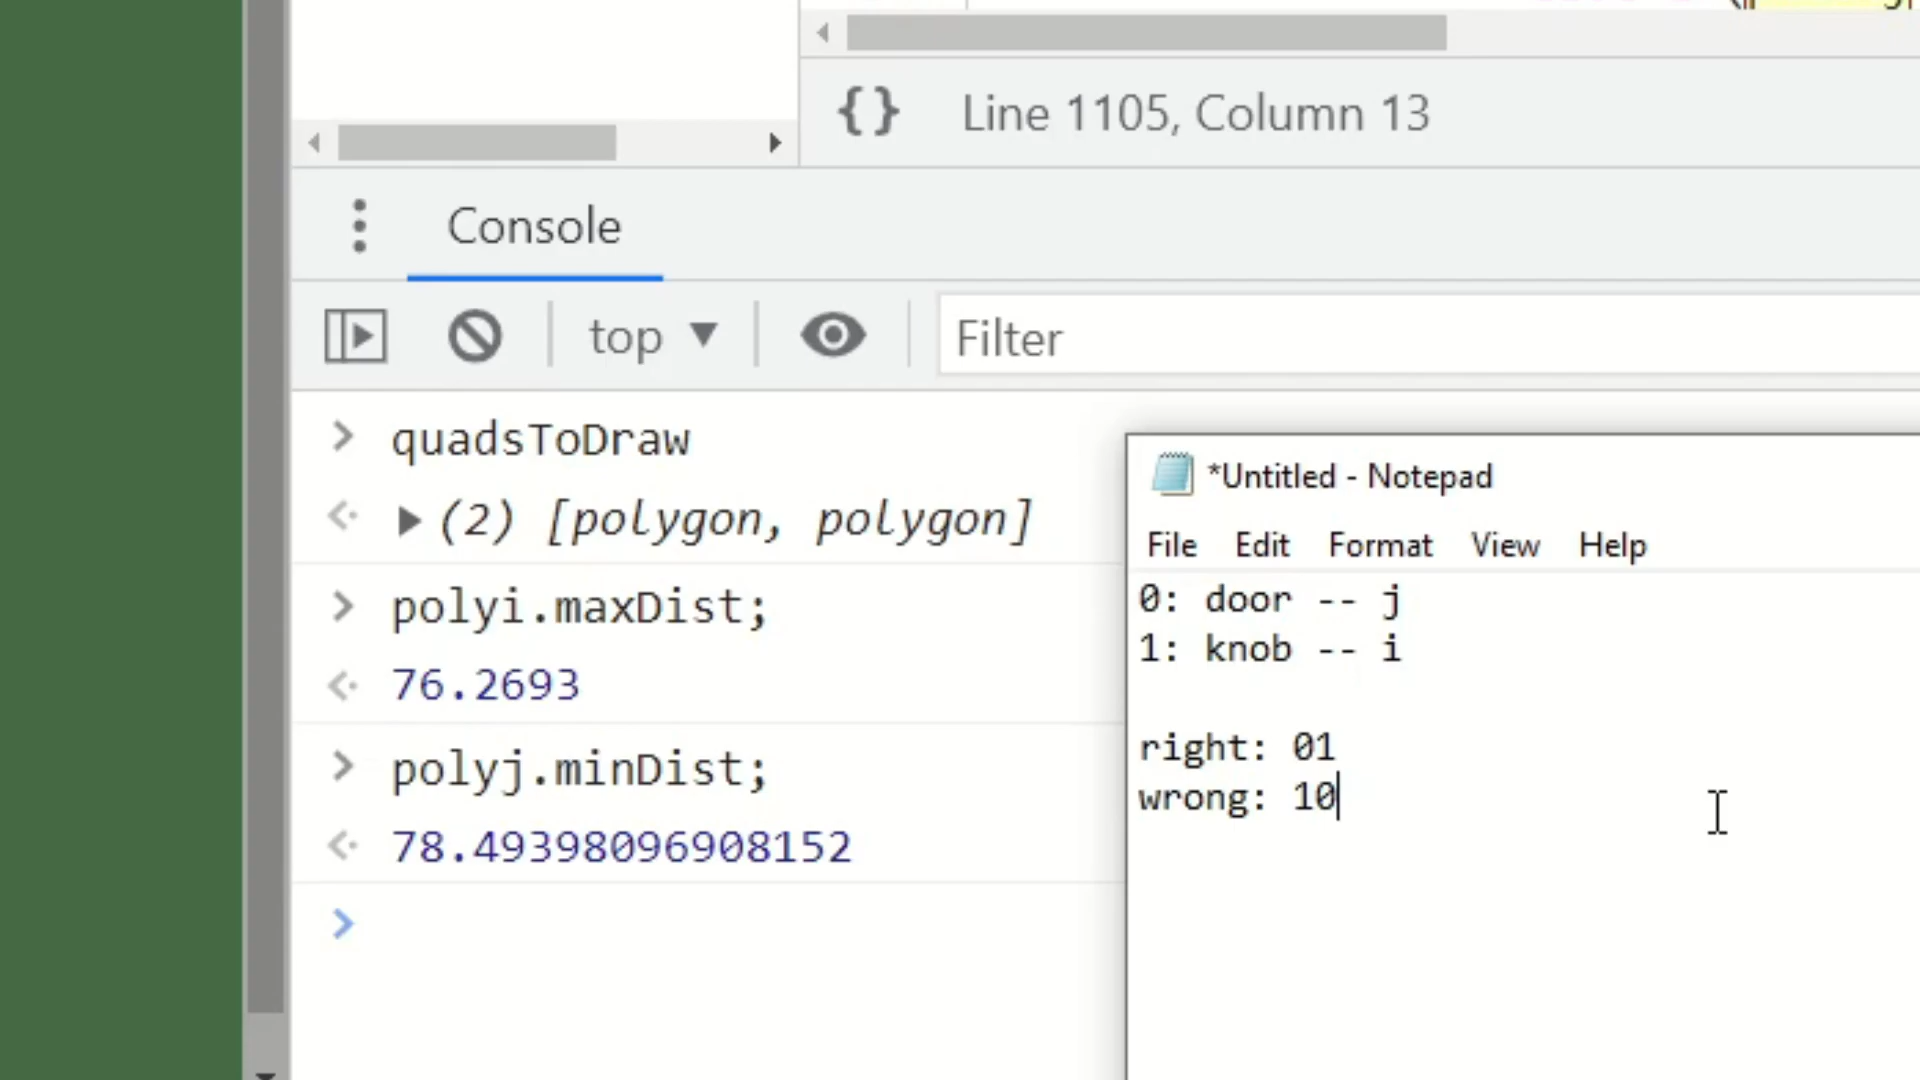 {} Line 1105, Column 13
Console
top ▼ Filter
> quadsToDraw
(2) [polygon, polygon]
> polyi.maxDist;
76.2693
> polyj.minDist;
78.49398096908152
>
*Untitled - Notepad
File Edit Format View Help
0: door -- j
1: knob -- i
right: 01
wrong: 10